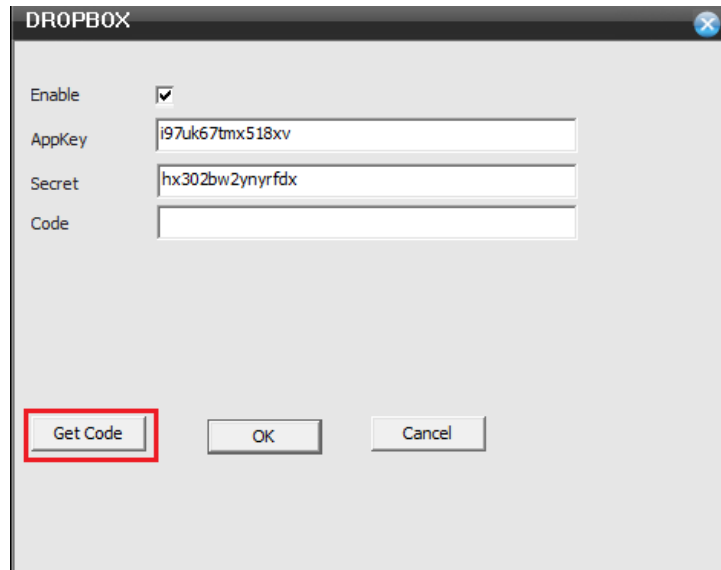 DROPBOX
Enable
AppKey i97uk67tmx518xv
Secret hx302bw2ynyrfdx
Code
Get Code OK Cancel